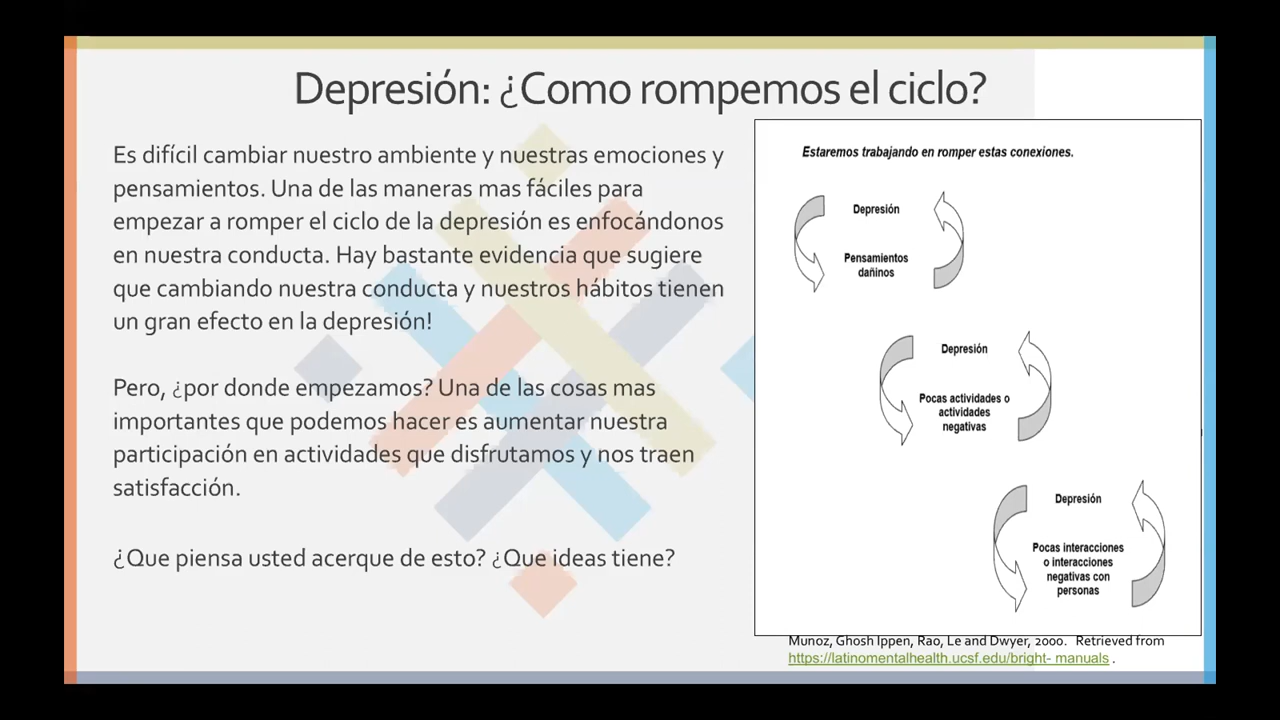 Depresión: ¿Como rompemos el ciclo?
Es difícil cambiar nuestro ambiente y nuestras emociones y
pensamientos. Una de las maneras mas fáciles para
empezar a romper el ciclo de la depresión es enfocándonos
en nuestra conducta. Hay bastante evidencia que sugiere
que cambiando nuestra conducta y nuestros hábitos tienen
un gran efecto en la depresión!
Pero, ¿por donde empezamos? Una de las cosas mas
importantes que podemos hacer es aumentar nuestra
participación en actividades que disfrutamos y nos traen
satisfacción.
¿Que piensa usted acerque de esto? ¿Que ideas tiene?
Estaremos trabajando en romper estas conexiones.
Depresión
Pensamientos
dañinos
Depresión
Pocas actividades o
actividades
negativas
Depresión
Pocas interacciones
o interacciones
negativas con
personas
Munoz, Ghosh Ippen, Rao, Le and Dwyer, 2000. Retrieved from
https://latinomentalhealth.ucsf.edu/bright- manuals .